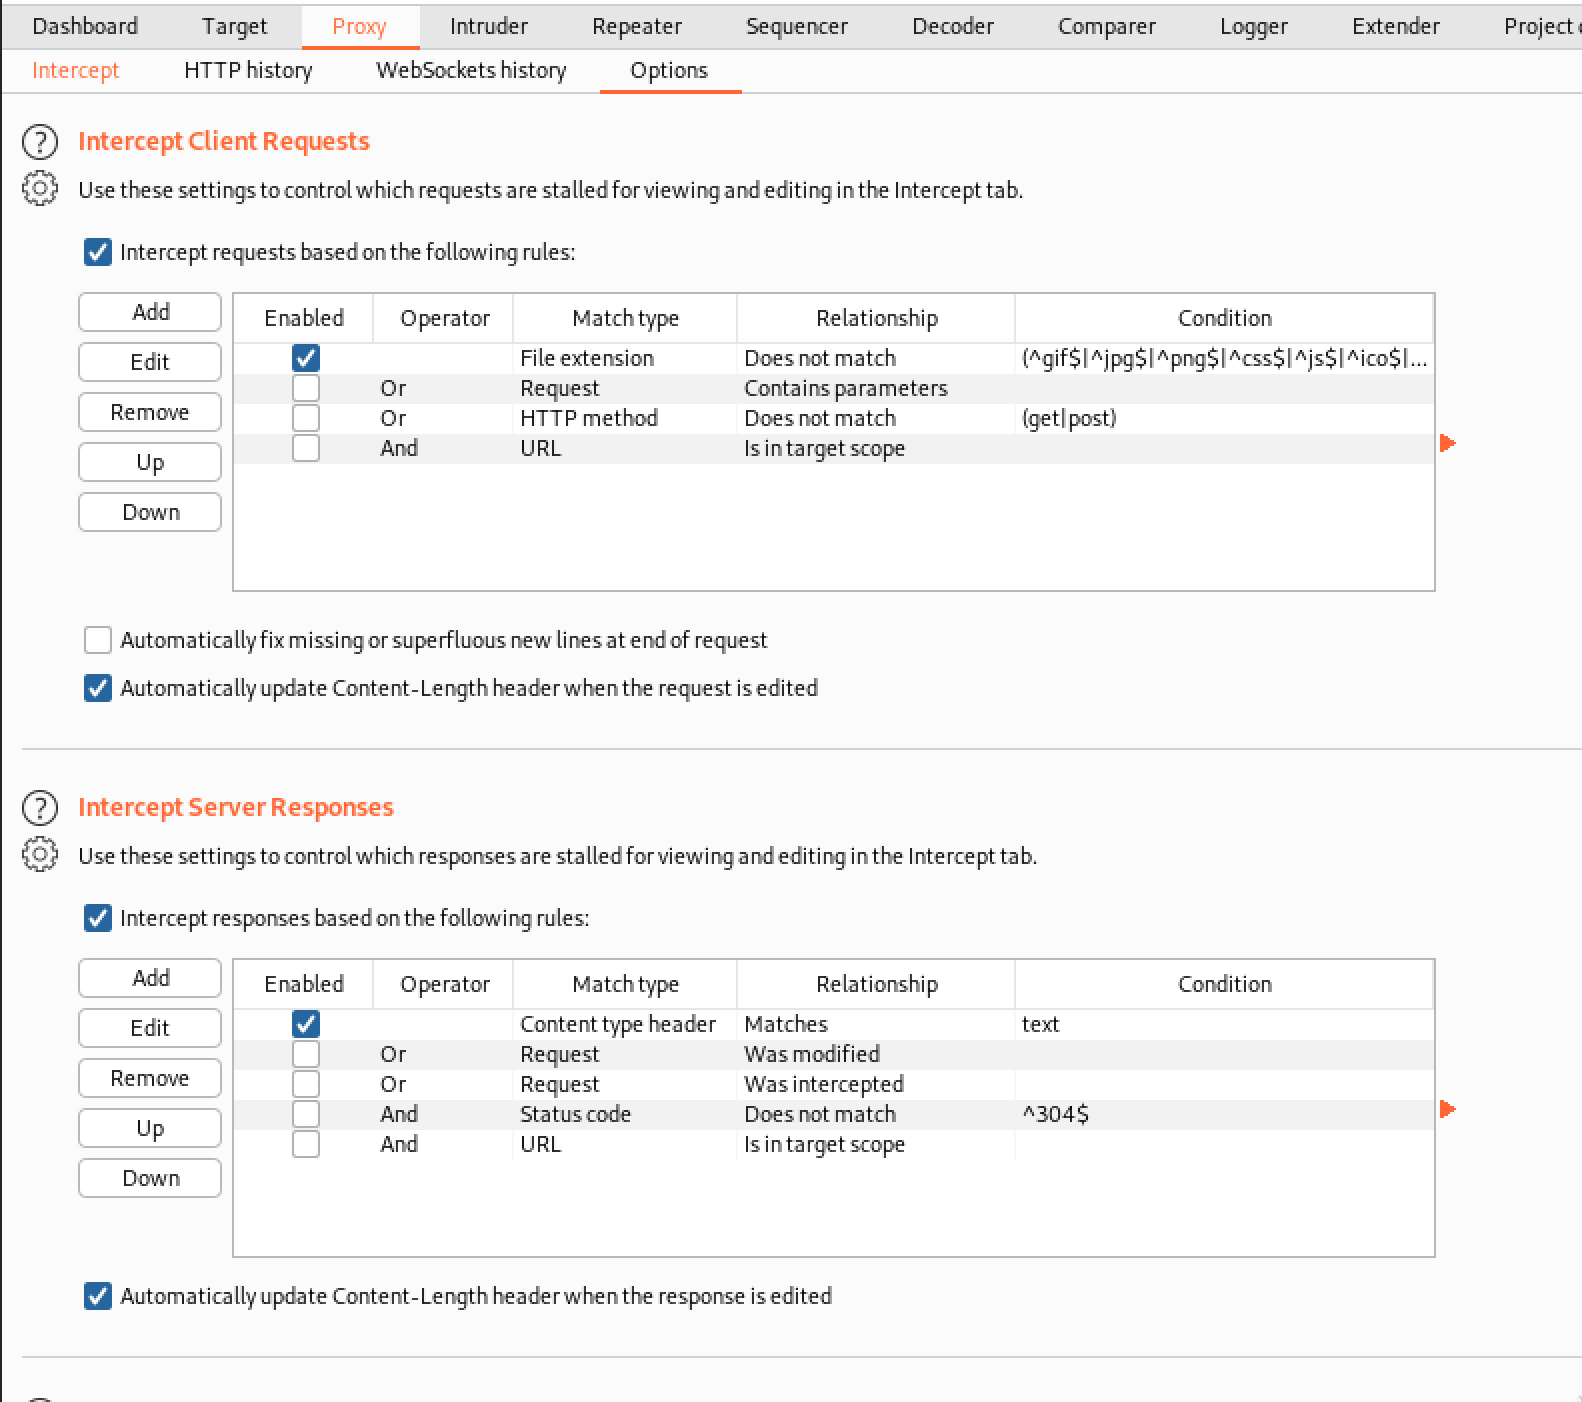 Dashboard Target Proxy Intruder Repeater Sequencer Decoder Comparer Logger Extender Project
Intercept HTTP history WebSockets history Options
Intercept Client Requests
Use these settings to control which requests are stalled for viewing and editing in the Intercept tab.
Intercept requests based on the following rules:
Add
Edit
Remove
Up
Down
Enabled Operator Match type Relationship Condition
File extension Does not match (^gif$|^jpg$|^png$|^css$|^js$|^ico$|...
Or Request Contains parameters
Or HTTP method Does not match (get|post)
And URL Is in target scope
Automatically fix missing or superfluous new lines at end of request
Automatically update Content-Length header when the request is edited
Intercept Server Responses
Use these settings to control which responses are stalled for viewing and editing in the Intercept tab.
Intercept responses based on the following rules:
Add
Edit
Remove
Up
Down
Enabled Operator Match type Relationship Condition
Content type header Matches text
Or Request Was modified
Or Request Was intercepted
And Status code Does not match ^304$
And URL Is in target scope
Automatically update Content-Length header when the response is edited